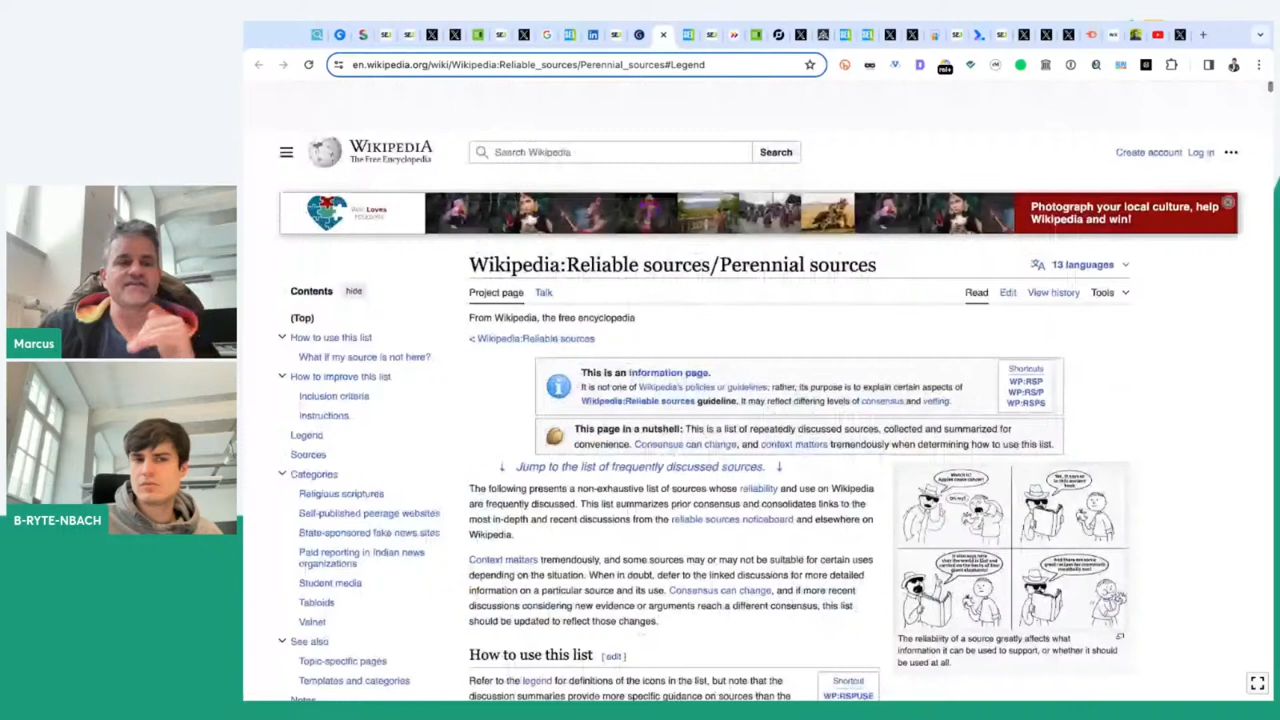 en.wikipedia.org/wiki/Wikipedia:Reliable_sources/Perennial_sources#Legend
WIKIPEDIA
The Free Encyclopedia
Search Wikipedia
Search
Create account Log in
Wiki Loves
Photograph your local culture, help
Wikipedia and win!
Marcus
B-RYTE-NBACH
Contents hide
(Top)
How to use this list
What if my source is not here?
How to improve this list
Inclusion criteria
Instructions
Legend
Sources
Categories
Religious scriptures
Self-published peerage websites
State-sponsored fake news sites
Paid reporting in Indian news
organizations
Student media
Tabloids
Valnet
See also
Topic-specific pages
Templates and categories
Notes
Wikipedia:Reliable sources/Perennial sources
13 languages
Project page Talk
Read Edit View history Tools
From Wikipedia, the free encyclopedia
< Wikipedia:Reliable sources
This is an information page.
It is not one of Wikipedia's policies or guidelines; rather, its purpose is to explain certain aspects of
Wikipedia:Reliable sources guideline. It may reflect differing levels of consensus and vetting.
Shortcuts
WP:RSP
WP:RS/P
WP:RSPS
This page in a nutshell: This is a list of repeatedly discussed sources, collected and summarized for
convenience. Consensus can change, and context matters tremendously when determining how to use this list.
↓ Jump to the list of frequently discussed sources. ↓
The following presents a non-exhaustive list of sources whose reliability and use on Wikipedia
are frequently discussed. This list summarizes prior consensus and consolidates links to the
most in-depth and recent discussions from the reliable sources noticeboard and elsewhere on
Wikipedia.
Context matters tremendously, and some sources may or may not be suitable for certain uses
depending on the situation. When in doubt, defer to the linked discussions for more detailed
information on a particular source and its use. Consensus can change, and if more recent
discussions considering new evidence or arguments reach a different consensus, this list
should be updated to reflect those changes.
The reliability of a source greatly affects what
information it can be used to support, or whether it should
be used at all.
How to use this list [edit]
Refer to the legend for definitions of the icons in the list, but note that the
discussion summaries provide more specific guidance on sources than the
Shortcut
WP:RSPUSE